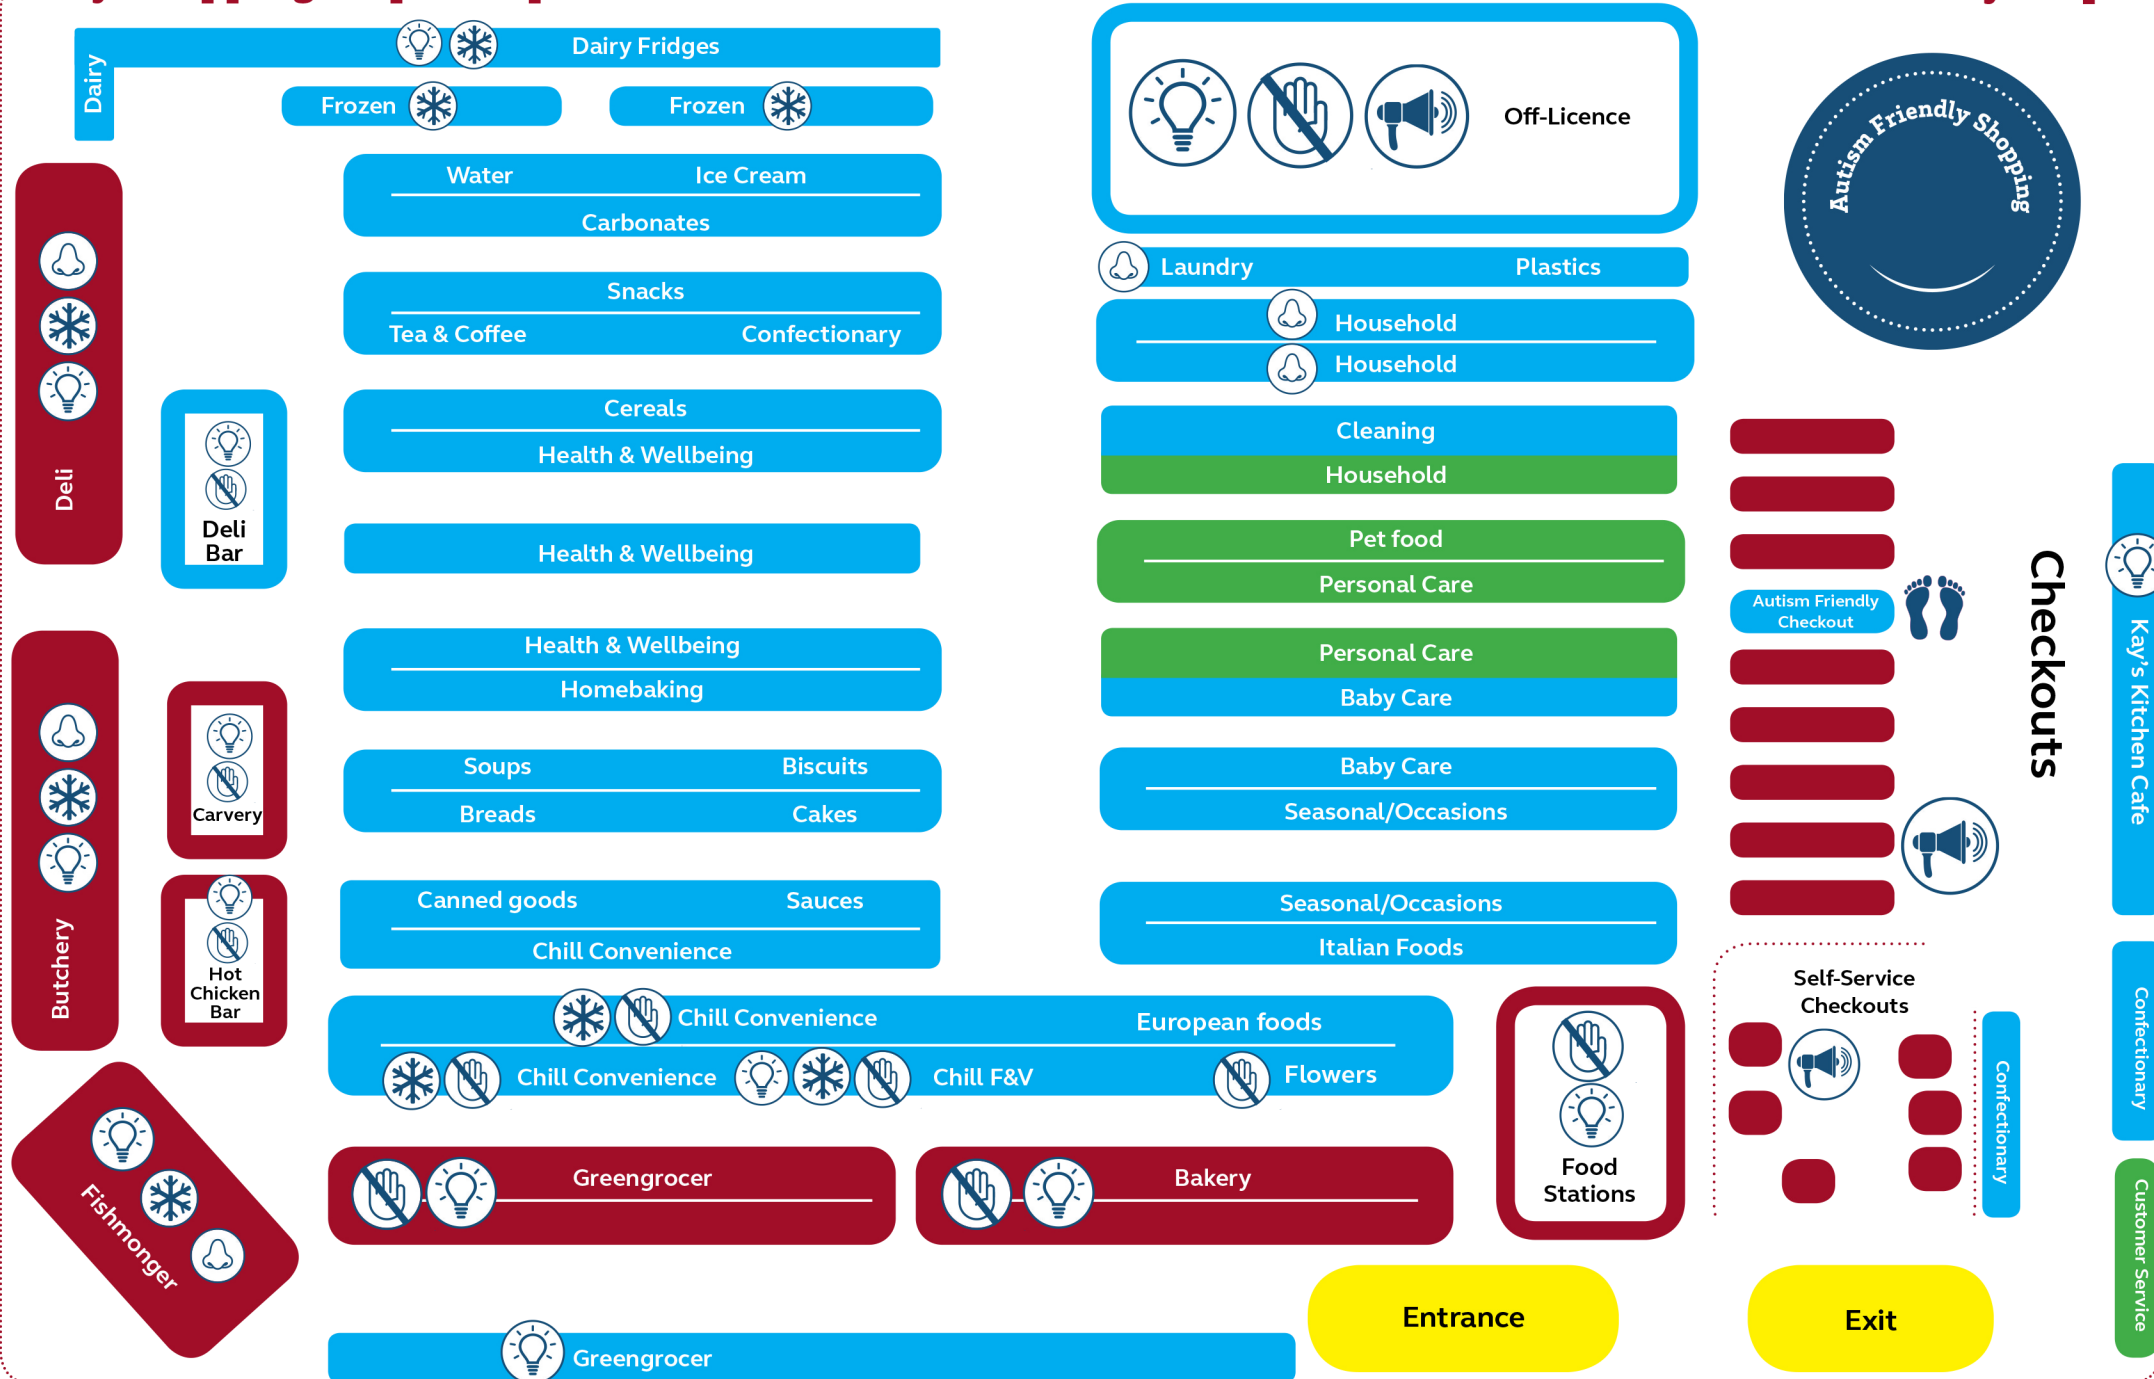 Dairy Fridges
Dairy
Frozen
Frozen
Water
Ice Cream
Carbonates
Snacks
Tea & Coffee
Confectionary
Cereals
Health & Wellbeing
Health & Wellbeing
Health & Wellbeing
Homebaking
Soups
Biscuits
Breads
Cakes
Canned goods
Sauces
Chill Convenience
Chill Convenience
European foods
Chill Convenience
Chill F&V
Flowers
Greengrocer
Bakery
Greengrocer
Deli
Deli
Bar
Butchery
Carvery
Hot
Chicken
Bar
Fishmonger
Off-Licence
Laundry
Plastics
Household
Household
Cleaning
Household
Pet food
Personal Care
Personal Care
Baby Care
Baby Care
Seasonal/Occasions
Seasonal/Occasions
Italian Foods
Food
Stations
Entrance
Exit
Autism Friendly Shopping
Autism Friendly
Checkout
Checkouts
Self-Service
Checkouts
Confectionary
Kay's Kitchen Cafe
Confectionary
Customer Service